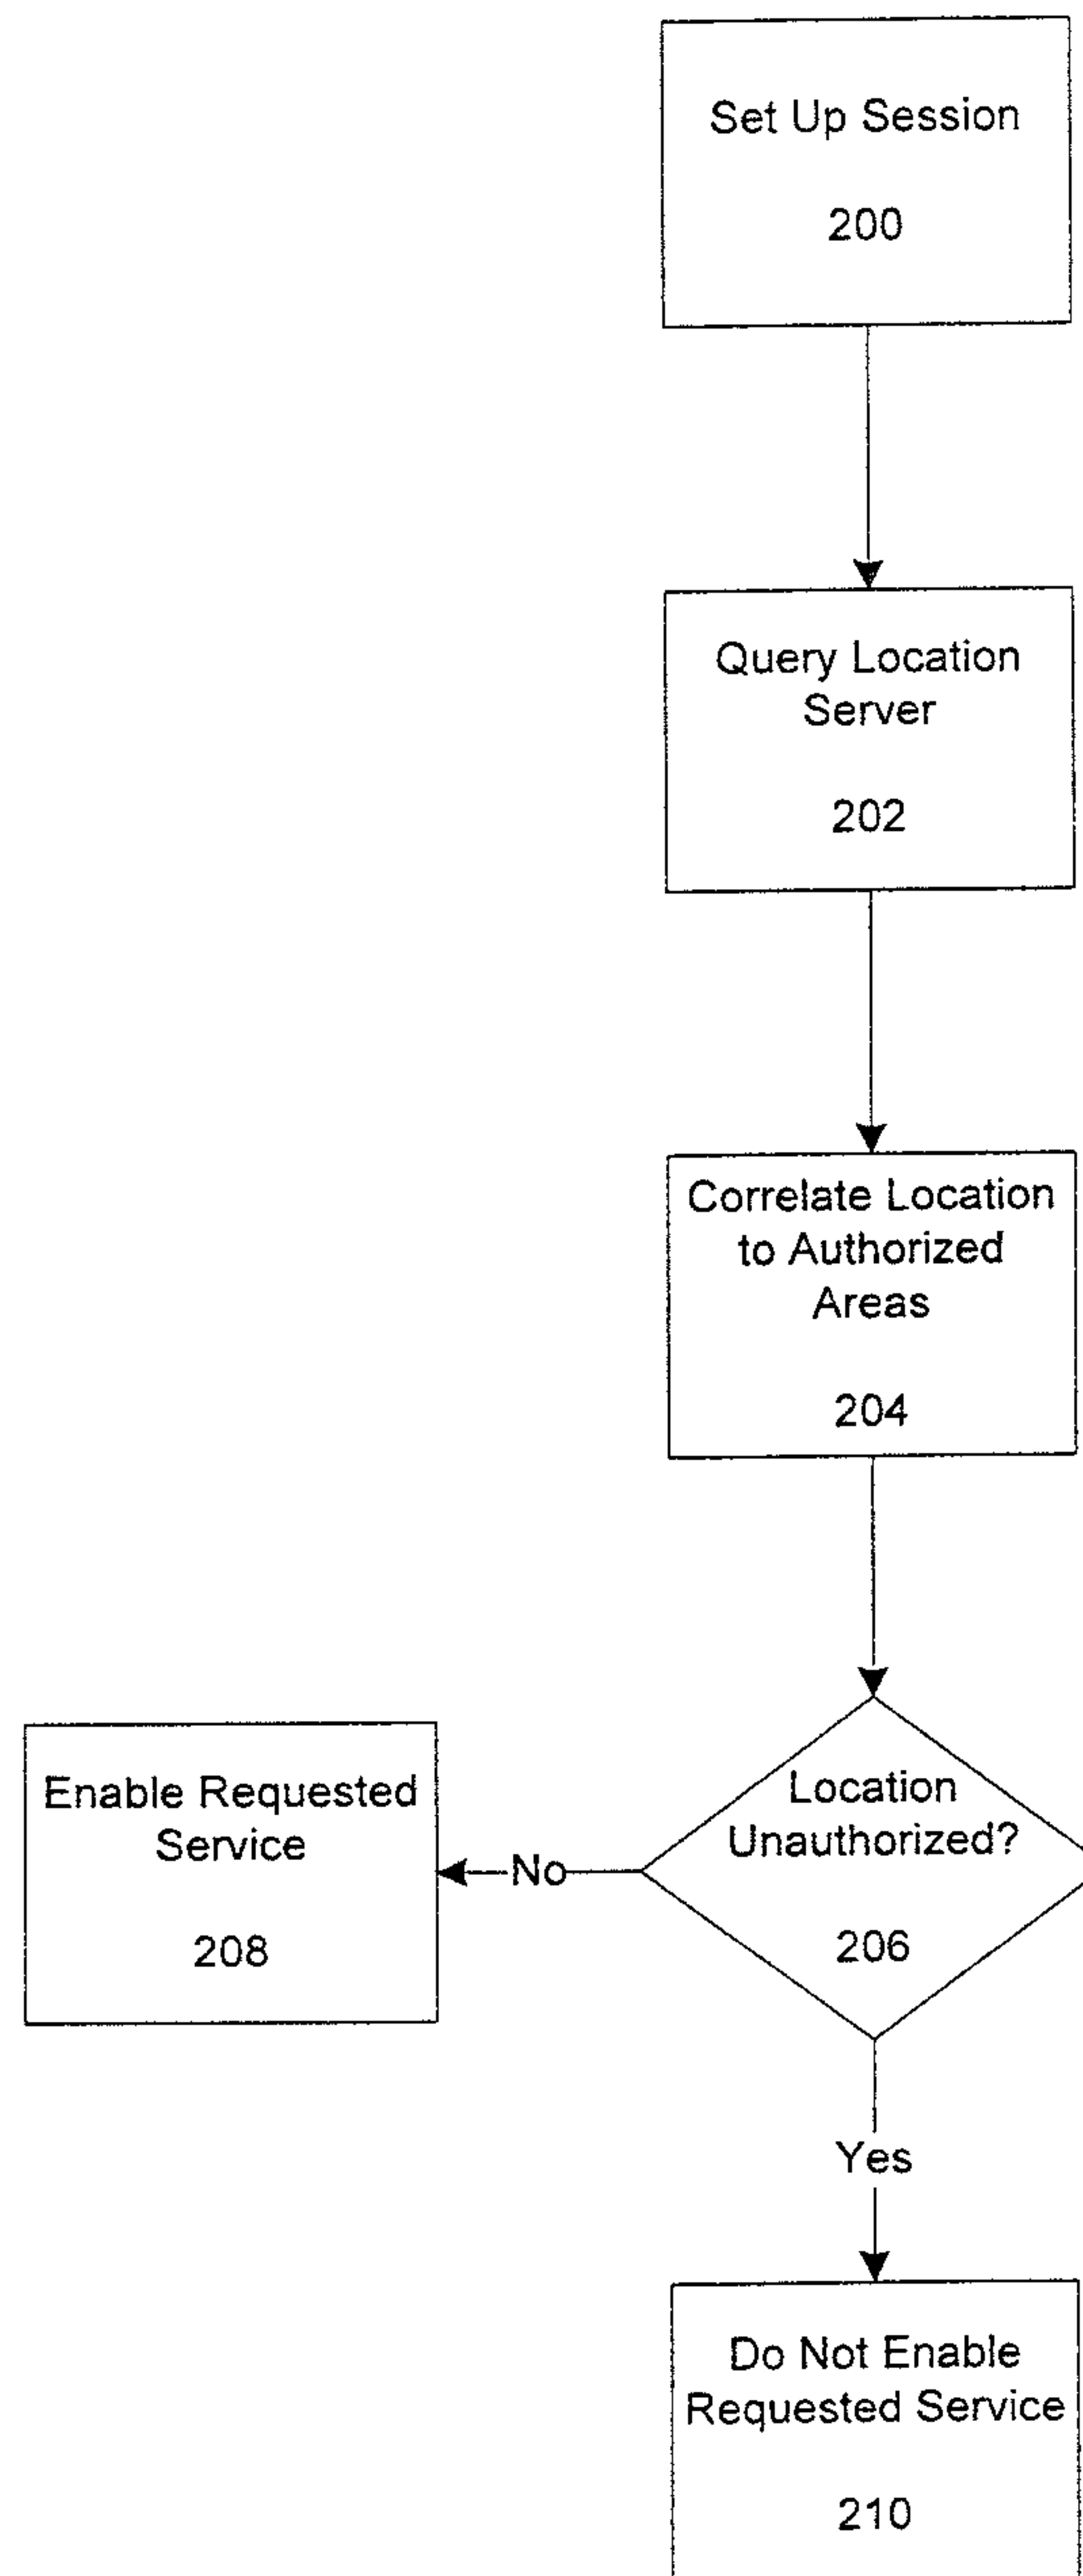 Set Up Session
200
Query Location
Server
202
Correlate Location
to Authorized
Areas
204
Location
Unauthorized?
206
No
Enable Requested
Service
208
Yes
Do Not Enable
Requested Service
210